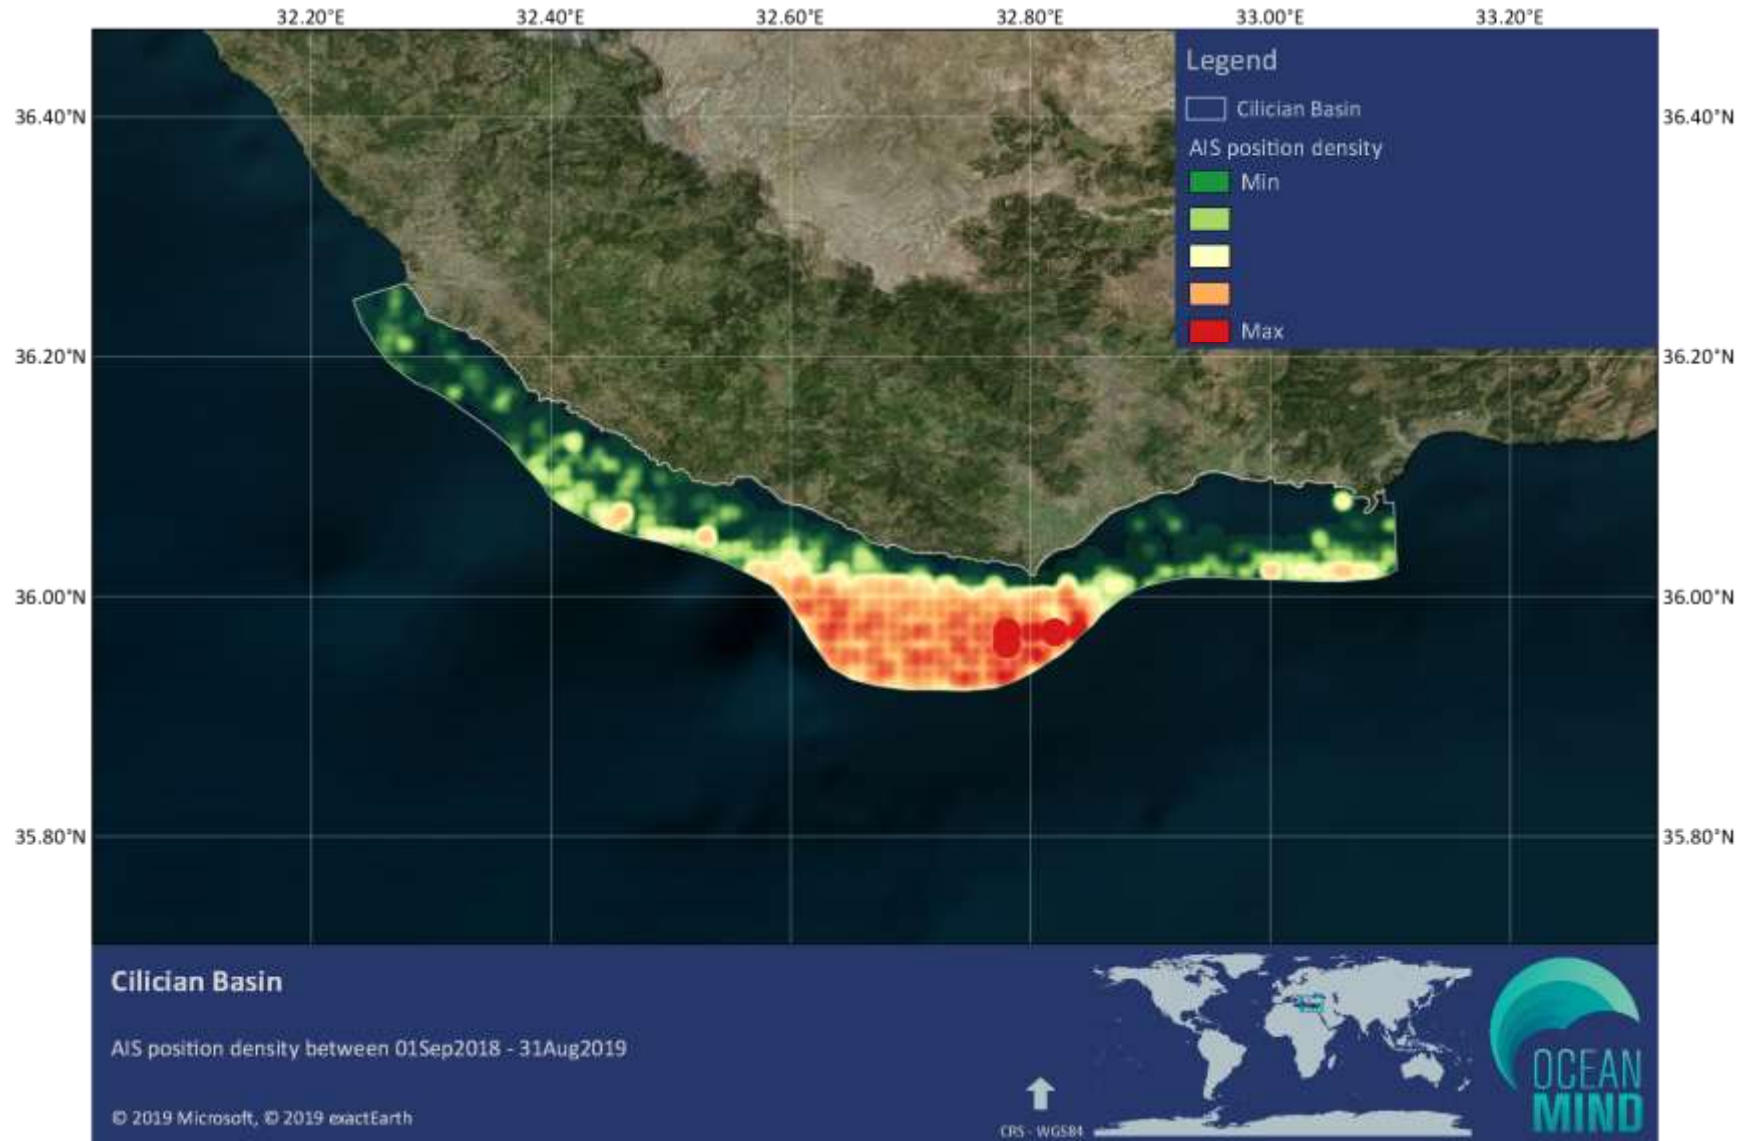 32.20°E 32.40°E 32.60°E 32.80°E 33.00°E 33.20°E
Legend
Cilician Basin
AIS position density
Min
Max
36.40°N 36.40°N
36.20°N 36.20°N
36.00°N 36.00°N
35.80°N 35.80°N
Cilician Basin
AIS position density between 01Sep2018 - 31Aug2019
© 2019 Microsoft, © 2019 exactEarth
CRS - WGS84
OCEAN
MIND